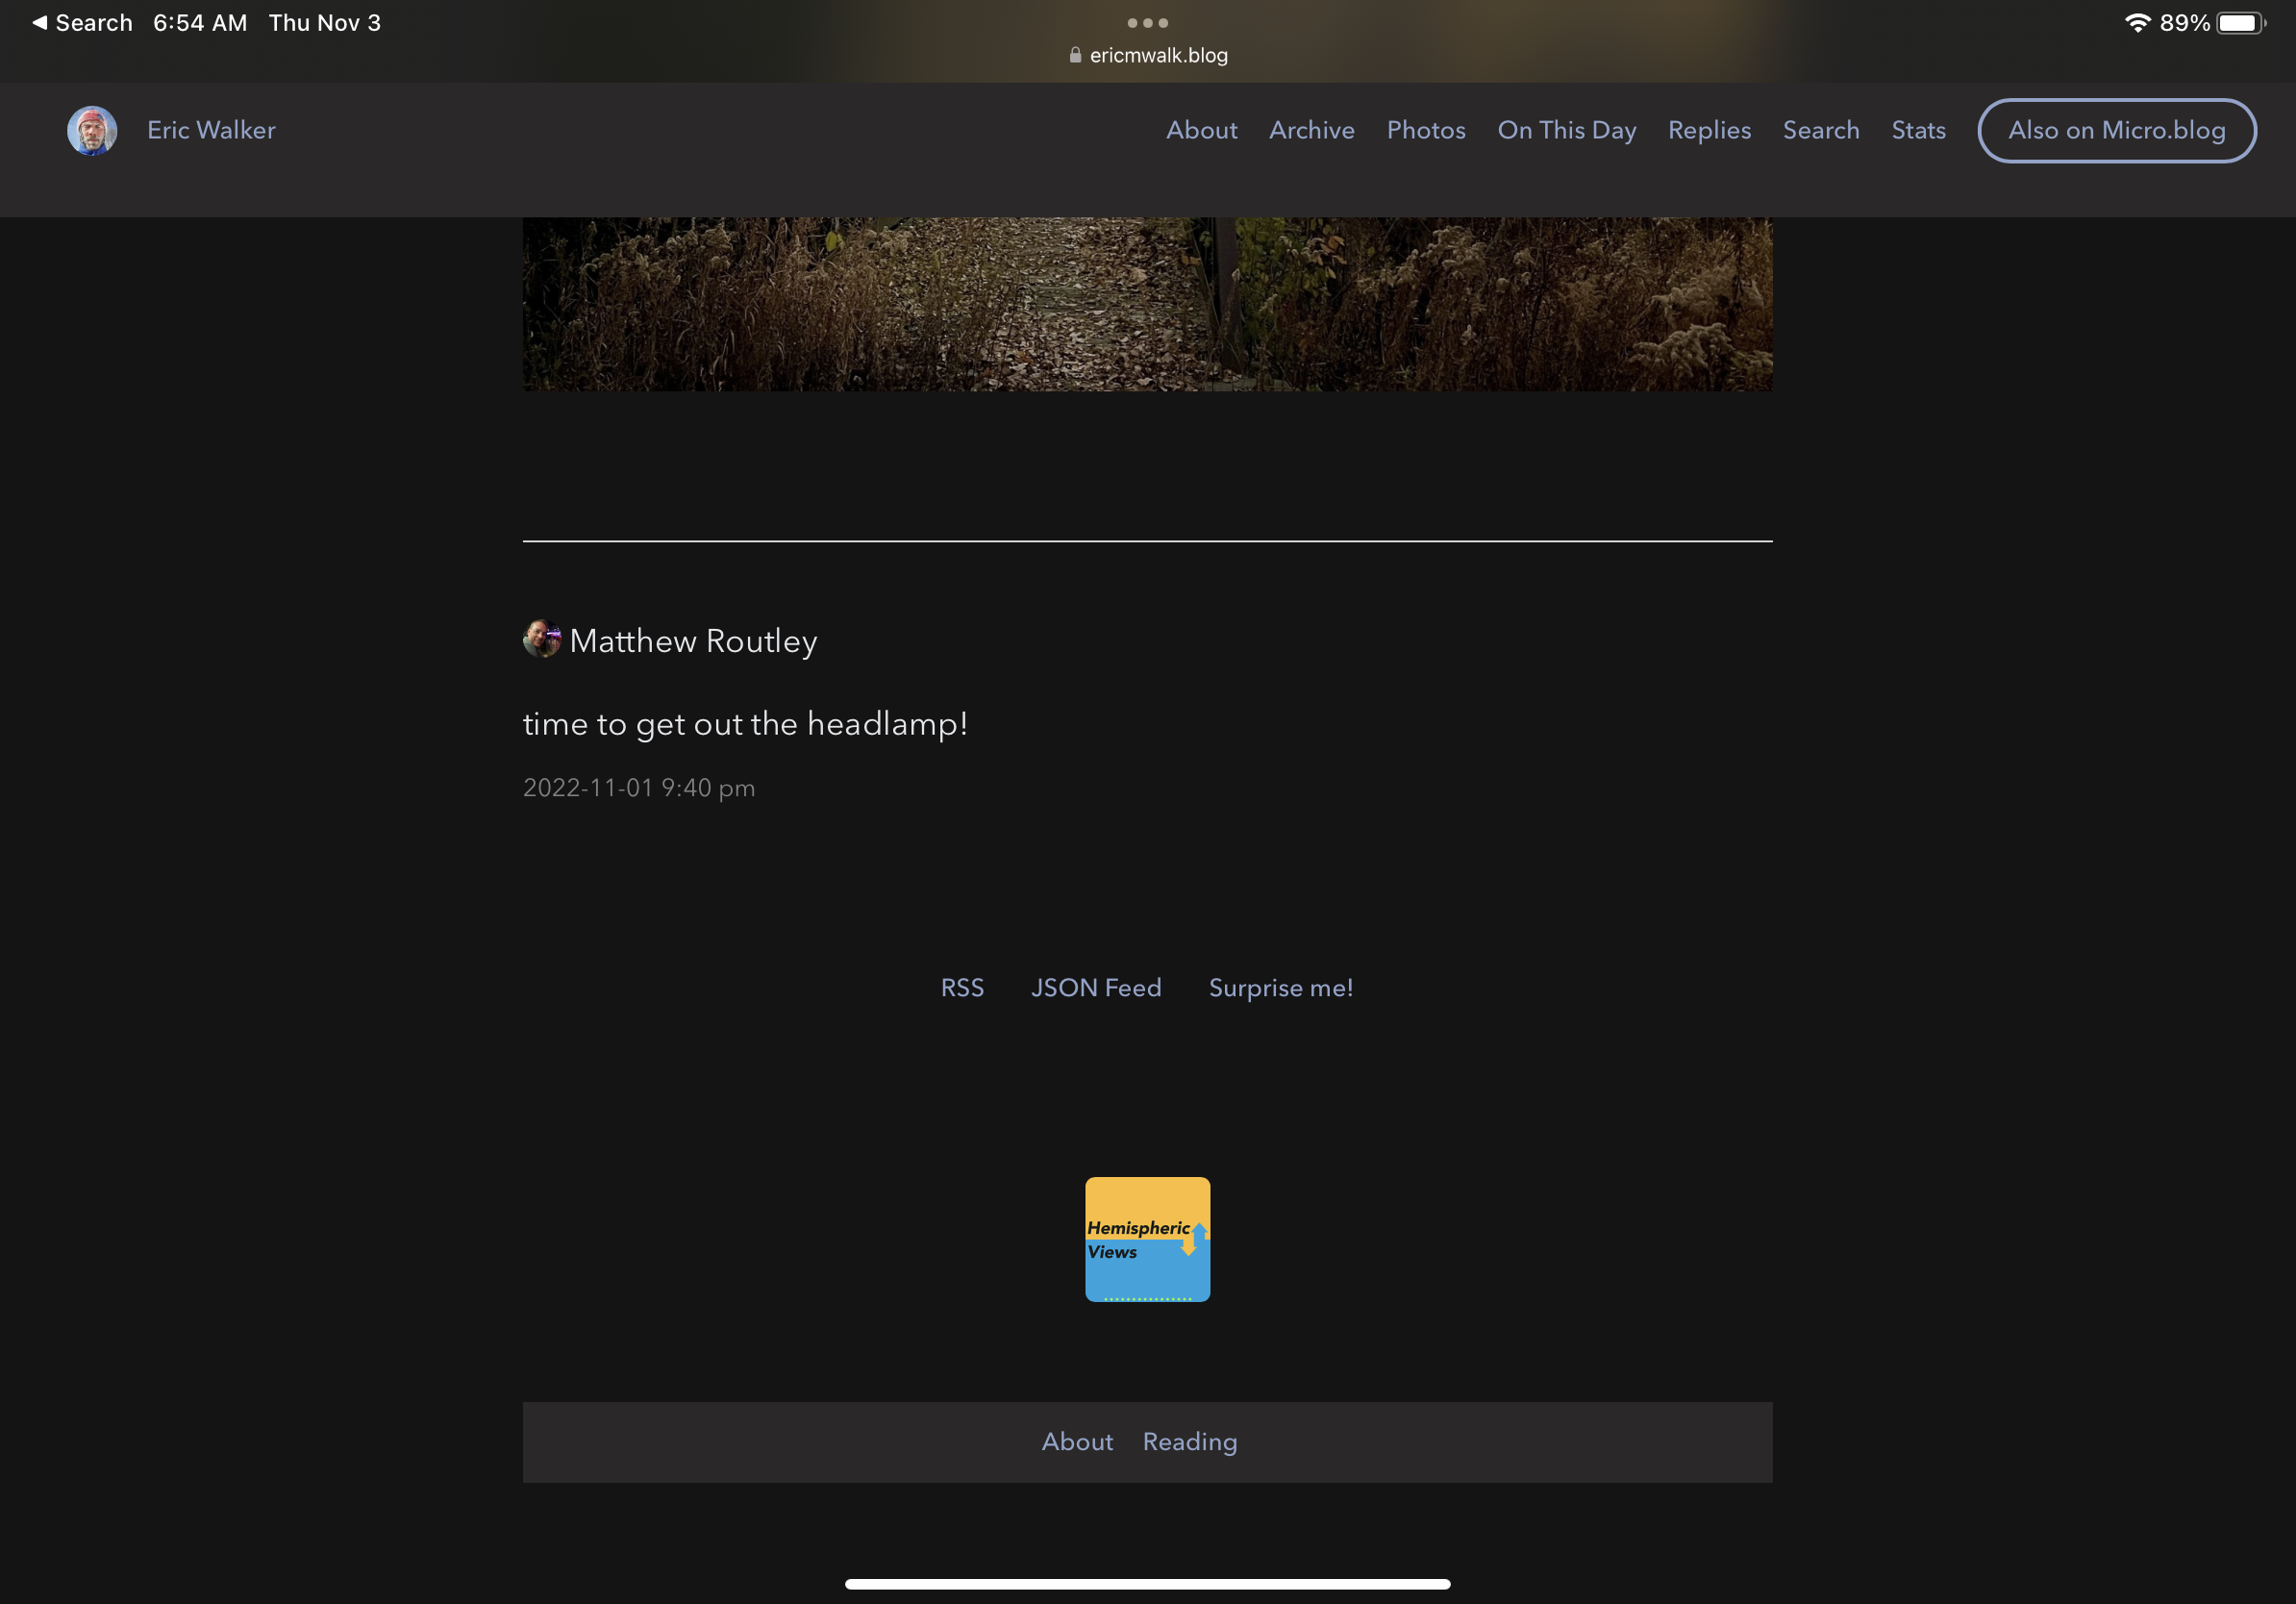 Search 6:54 AM Thu Nov 3
89%
ericmwalk.blog
Eric Walker
About Archive Photos On This Day Replies Search Stats Also on Micro.blog
Matthew Routley
time to get out the headlamp!
2022-11-01 9:40 pm
RSS JSON Feed Surprise me!
Hemispheric
Views
About Reading